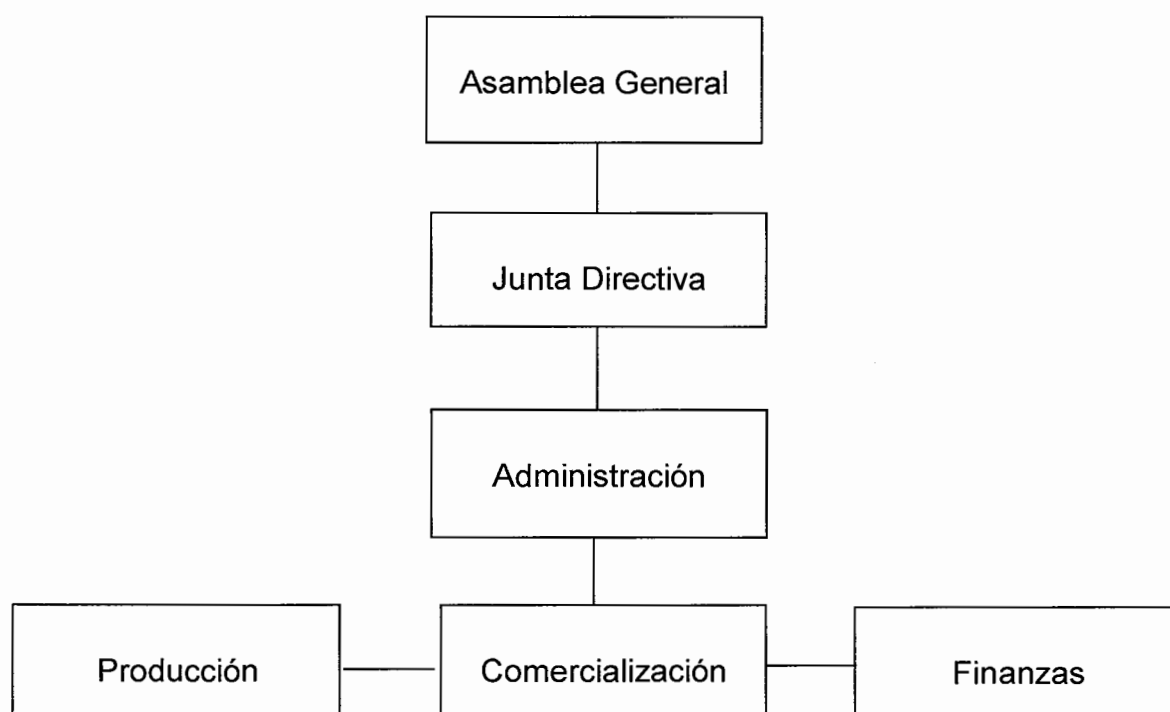 Asamblea General
Junta Directiva
Administración
Producción
Comercialización
Finanzas